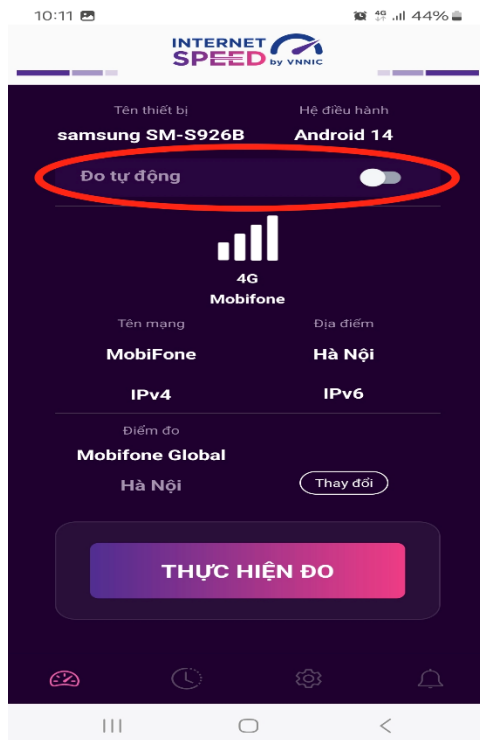 10:11 4G 44%
INTERNET
SPEED by VNNIC
Tên thiết bị Hệ điều hành
samsung SM-S926B Android 14
Đo tự động
4G
Mobifone
Tên mạng Địa điểm
MobiFone Hà Nội
IPv4 IPv6
Điểm đo
Mobifone Global
Hà Nội Thay đổi
THỰC HIỆN ĐO